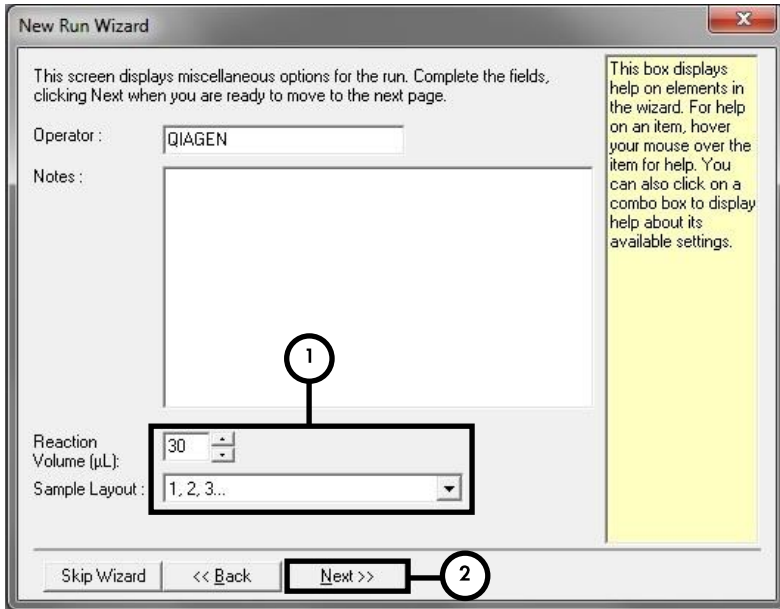 New Run Wizard
X
This screen displays miscellaneous options for the run. Complete the fields,
clicking Next when you are ready to move to the next page.
Operator :
QIAGEN
Notes :
1
Reaction
Volume (µL):
30
Sample Layout :
1, 2, 3...
Skip Wizard
<< Back
Next >>
2
This box displays
help on elements in
the wizard. For help
on an item, hover
your mouse over the
item for help. You
can also click on a
combo box to display
help about its
available settings.